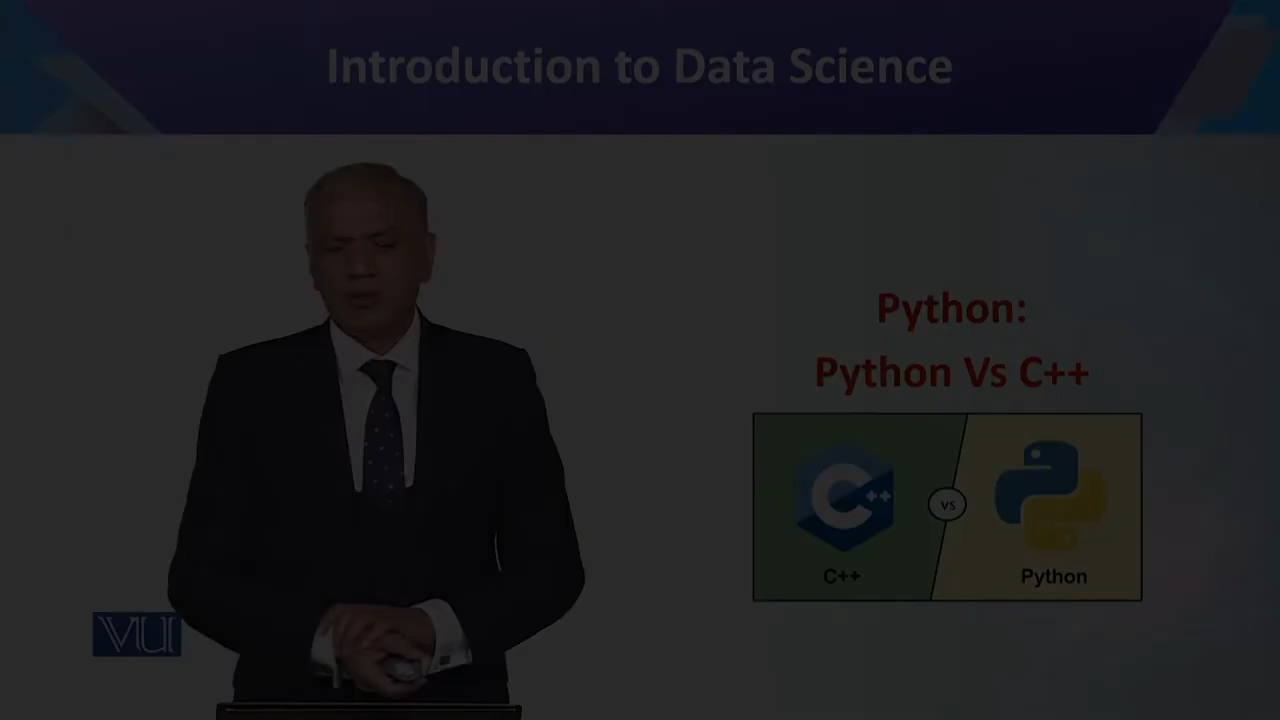 Introduction to Data Science
Python:
Python Vs C++
C++
vs
C++
Python
VU